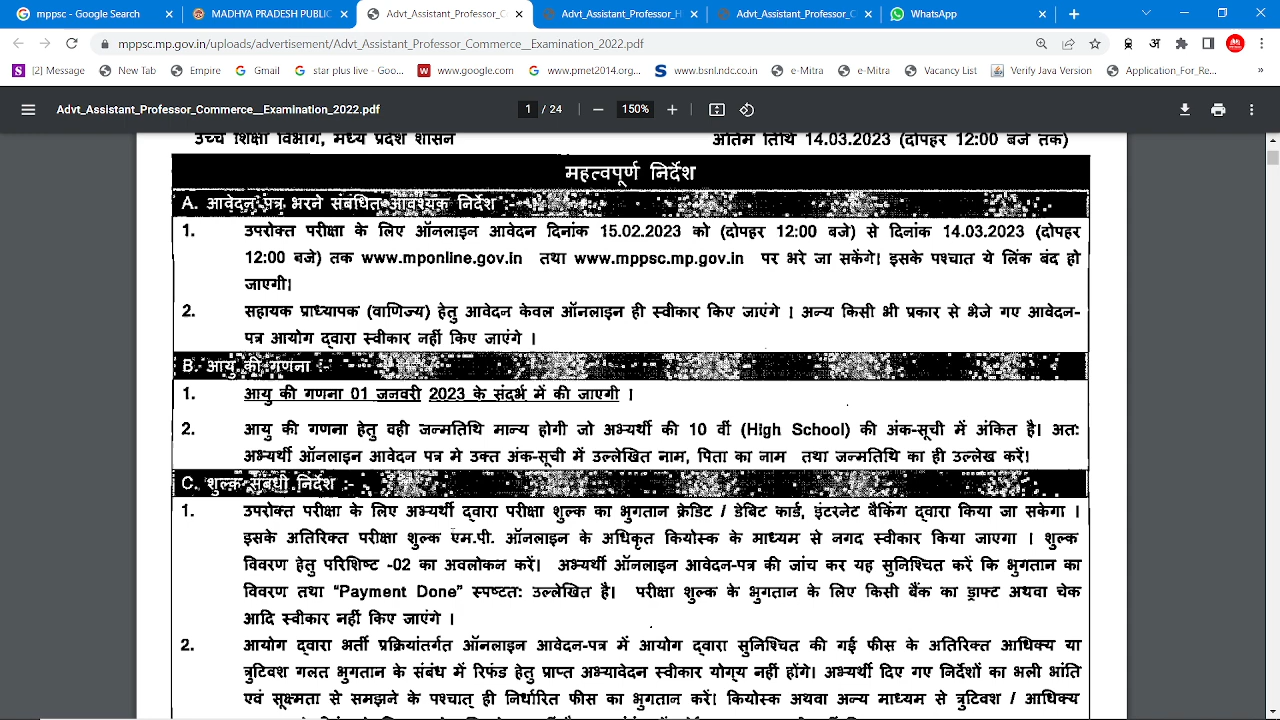 mppsc - Google Search
MADHYA PRADESH PUBLIC
Advt_Assistant_Professor_C
Advt_Assistant_Professor_H
Advt_Assistant_Professor_C
WhatsApp
mppsc.mp.gov.in/uploads/advertisement/Advt_Assistant_Professor_Commerce__Examination_2022.pdf
[2] Message
New Tab
Empire
Gmail
star plus live - Goo...
www.google.com
www.pmet2014.org...
www.bsnl.ndc.co.in
e-Mitra
e-Mitra
Vacancy List
Verify Java Version
Application_For_Re...
»
Advt_Assistant_Professor_Commerce__Examination_2022.pdf
1 / 24
150%
उच्च शिक्षा विभाग, मध्य प्रदेश शासन अंतिम तिथि 14.03.2023 (दोपहर 12:00 बजे तक)
महत्वपूर्ण निर्देश
A. आवेदन पत्र भरने संबंधित आवश्यक निर्देश :-
1. उपरोक्त परीक्षा के लिए ऑनलाइन आवेदन दिनांक 15.02.2023 को (दोपहर 12:00 बजे) से दिनांक 14.03.2023 (दोपहर
12:00 बजे) तक www.mponline.gov.in तथा www.mppsc.mp.gov.in पर भरे जा सकेंगे। इसके पश्चात ये लिंक बंद हो
जाएगी।
2. सहायक प्राध्यापक (वाणिज्य) हेतु आवेदन केवल ऑनलाइन ही स्वीकार किए जाएंगे । अन्य किसी भी प्रकार से भेजे गए आवेदन-
पत्र आयोग द्वारा स्वीकार नहीं किए जाएंगे ।
B. आयु की गणना :-
1. आयु की गणना 01 जनवरी 2023 के संदर्भ में की जाएगी ।
2. आयु की गणना हेतु वही जन्मतिथि मान्य होगी जो अभ्यर्थी की 10 वीं (High School) की अंक-सूची में अंकित है। अतः
अभ्यर्थी ऑनलाइन आवेदन पत्र मे उक्त अंक-सूची में उल्लेखित नाम, पिता का नाम तथा जन्मतिथि का ही उल्लेख करें।
C. शुल्क संबंधी निर्देश :-
1. उपरोक्त परीक्षा के लिए अभ्यर्थी द्वारा परीक्षा शुल्क का भुगतान क्रेडिट / डेबिट कार्ड, इंटरनेट बैंकिंग द्वारा किया जा सकेगा ।
इसके अतिरिक्त परीक्षा शुल्क एम.पी. ऑनलाइन के अधिकृत कियोस्क के माध्यम से नगद स्वीकार किया जाएगा । शुल्क
विवरण हेतु परिशिष्ट -02 का अवलोकन करें। अभ्यर्थी ऑनलाइन आवेदन-पत्र की जांच कर यह सुनिश्चित करें कि भुगतान का
विवरण तथा "Payment Done" स्पष्टतः उल्लेखित है। परीक्षा शुल्क के भुगतान के लिए किसी बैंक का ड्राफ्ट अथवा चेक
आदि स्वीकार नहीं किए जाएंगे ।
2. आयोग द्वारा भर्ती प्रक्रियांतर्गत ऑनलाइन आवेदन-पत्र में आयोग द्वारा सुनिश्चित की गई फीस के अतिरिक्त आधिक्य या
त्रुटिवश गलत भुगतान के संबंध में रिफंड हेतु प्राप्त अभ्यावेदन स्वीकार योग्य नहीं होंगे। अभ्यर्थी दिए गए निर्देशों का भली भांति
एवं सूक्ष्मता से समझने के पश्चात् ही निर्धारित फीस का भुगतान करें। कियोस्क अथवा अन्य माध्यम से त्रुटिवश / आधिक्य